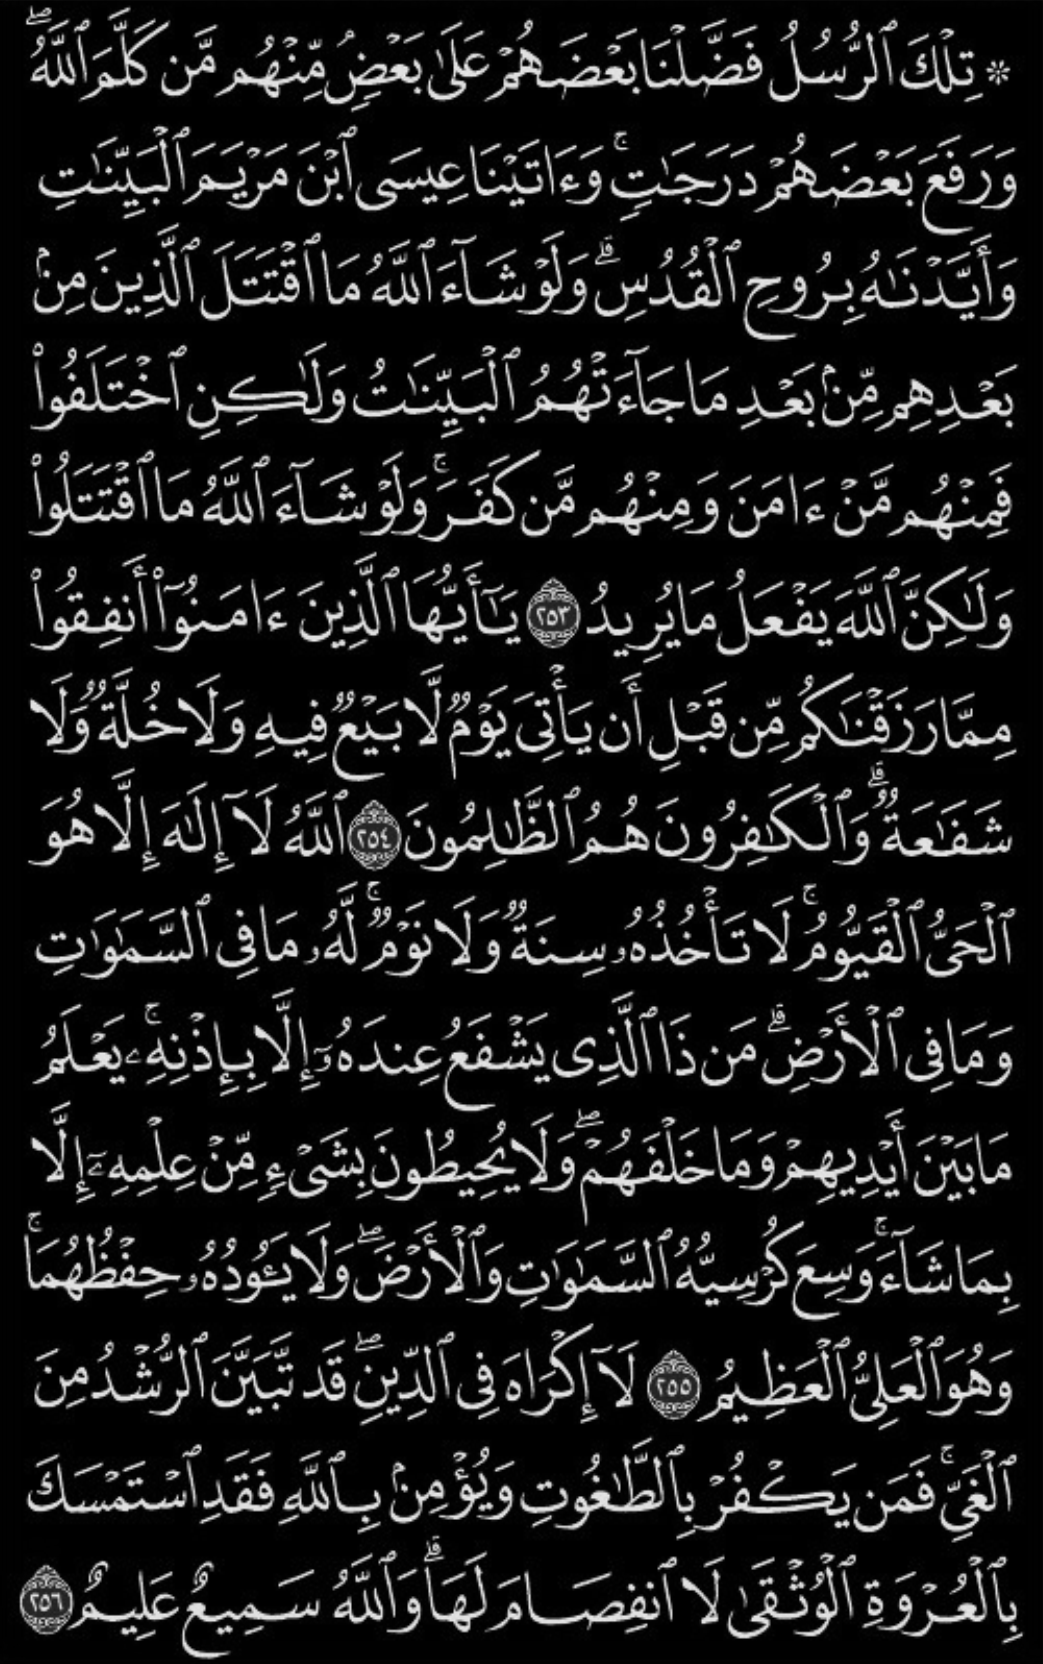 ۞ تِلْكَ ٱلرُّسُلُ فَضَّلْنَا بَعْضَهُمْ عَلَىٰ بَعْضٍ ۘ مِّنْهُم مَّن كَلَّمَ ٱللَّهُ ۖ
وَرَفَعَ بَعْضَهُمْ دَرَجَـٰتٍ ۚ وَءَاتَيْنَا عِيسَى ٱبْنَ مَرْيَمَ ٱلْبَيِّنَـٰتِ
وَأَيَّدْنَـٰهُ بِرُوحِ ٱلْقُدُسِ ۗ وَلَوْ شَآءَ ٱللَّهُ مَا ٱقْتَتَلَ ٱلَّذِينَ مِنۢ
بَعْدِهِم مِّنۢ بَعْدِ مَا جَآءَتْهُمُ ٱلْبَيِّنَـٰتُ وَلَـٰكِنِ ٱخْتَلَفُوا۟
فَمِنْهُم مَّنْ ءَامَنَ وَمِنْهُم مَّن كَفَرَ ۚ وَلَوْ شَآءَ ٱللَّهُ مَا ٱقْتَتَلُوا۟
وَلَـٰكِنَّ ٱللَّهَ يَفْعَلُ مَا يُرِيدُ ٢٥٣ يَـٰٓأَيُّهَا ٱلَّذِينَ ءَامَنُوٓا۟ أَنفِقُوا۟
مِمَّا رَزَقْنَـٰكُم مِّن قَبْلِ أَن يَأْتِىَ يَوْمٌ لَّا بَيْعٌ فِيهِ وَلَا خُلَّةٌ وَلَا
شَفَـٰعَةٌ ۗ وَٱلْكَـٰفِرُونَ هُمُ ٱلظَّـٰلِمُونَ ٢٥٤ ٱللَّهُ لَآ إِلَـٰهَ إِلَّا هُوَ
ٱلْحَىُّ ٱلْقَيُّومُ ۚ لَا تَأْخُذُهُۥ سِنَةٌ وَلَا نَوْمٌ ۚ لَّهُۥ مَا فِى ٱلسَّمَـٰوَٰتِ
وَمَا فِى ٱلْأَرْضِ ۗ مَن ذَا ٱلَّذِى يَشْفَعُ عِندَهُۥٓ إِلَّا بِإِذْنِهِۦ ۚ يَعْلَمُ
مَا بَيْنَ أَيْدِيهِمْ وَمَا خَلْفَهُمْ ۖ وَلَا يُحِيطُونَ بِشَىْءٍ مِّنْ عِلْمِهِۦٓ إِلَّا
بِمَا شَآءَ ۚ وَسِعَ كُرْسِيُّهُ ٱلسَّمَـٰوَٰتِ وَٱلْأَرْضَ ۖ وَلَا يَـُٔودُهُۥ حِفْظُهُمَا ۚ
وَهُوَ ٱلْعَلِىُّ ٱلْعَظِيمُ ٢٥٥ لَآ إِكْرَاهَ فِى ٱلدِّينِ ۖ قَد تَّبَيَّنَ ٱلرُّشْدُ مِنَ
ٱلْغَىِّ ۚ فَمَن يَكْفُرْ بِٱلطَّـٰغُوتِ وَيُؤْمِنۢ بِٱللَّهِ فَقَدِ ٱسْتَمْسَكَ
بِٱلْعُرْوَةِ ٱلْوُثْقَىٰ لَا ٱنفِصَامَ لَهَا ۗ وَٱللَّهُ سَمِيعٌ عَلِيمٌ ٢٥٦